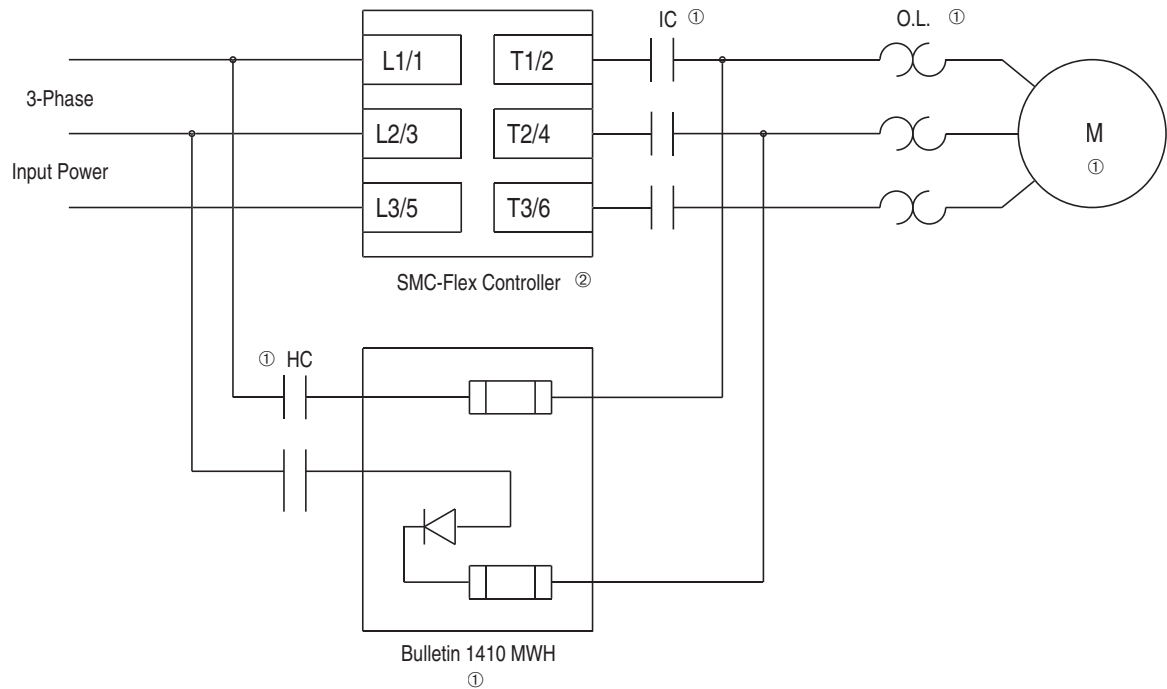 IC ①
O.L. ①
L1/1
T1/2
3-Phase
L2/3
T2/4
M
①
Input Power
L3/5
T3/6
SMC-Flex Controller ②
① HC
Bulletin 1410 MWH
①